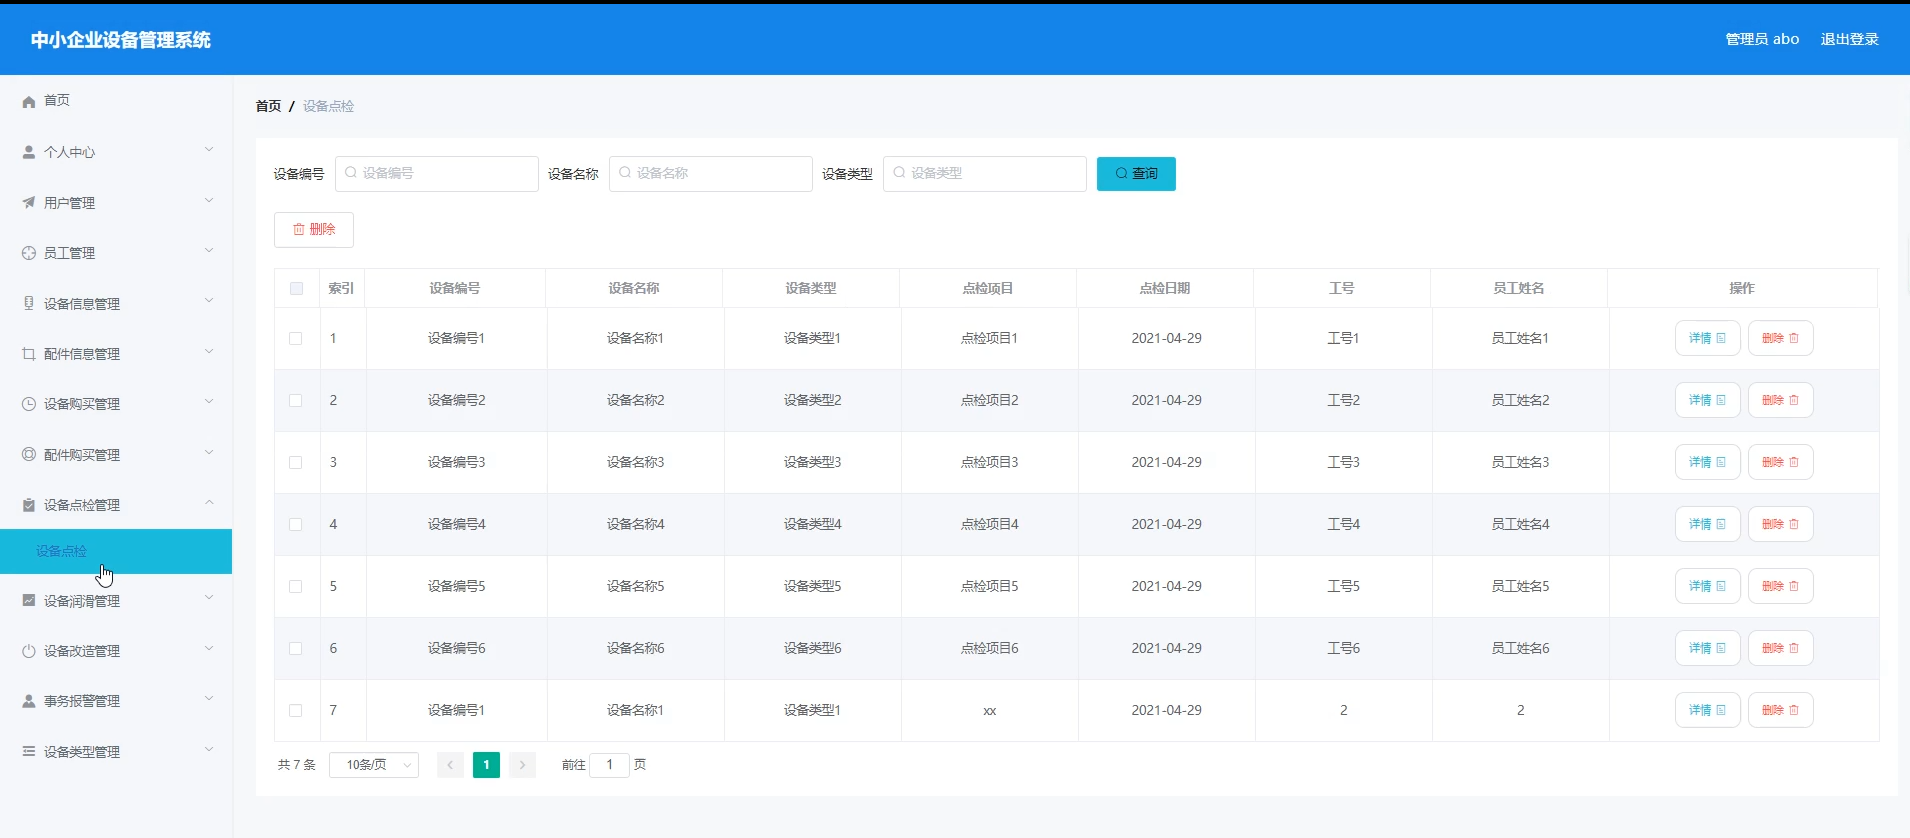 中小企业设备管理系统
管理员 abo 退出登录
首页
个人中心
用户管理
员工管理
设备信息管理
配件信息管理
设备购买管理
配件购买管理
设备点检管理
设备点检
设备润滑管理
设备改造管理
事务报警管理
设备类型管理
首页 / 设备点检
设备编号 设备编号 设备名称 设备名称 设备类型 设备类型 查询
删除
索引 设备编号 设备名称 设备类型 点检项目 点检日期 工号 员工姓名 操作
1 设备编号1 设备名称1 设备类型1 点检项目1 2021-04-29 工号1 员工姓名1 详情 删除
2 设备编号2 设备名称2 设备类型2 点检项目2 2021-04-29 工号2 员工姓名2 详情 删除
3 设备编号3 设备名称3 设备类型3 点检项目3 2021-04-29 工号3 员工姓名3 详情 删除
4 设备编号4 设备名称4 设备类型4 点检项目4 2021-04-29 工号4 员工姓名4 详情 删除
5 设备编号5 设备名称5 设备类型5 点检项目5 2021-04-29 工号5 员工姓名5 详情 删除
6 设备编号6 设备名称6 设备类型6 点检项目6 2021-04-29 工号6 员工姓名6 详情 删除
7 设备编号1 设备名称1 设备类型1 xx 2021-04-29 2 2 详情 删除
共 7 条 10条/页 1 前往 1 页